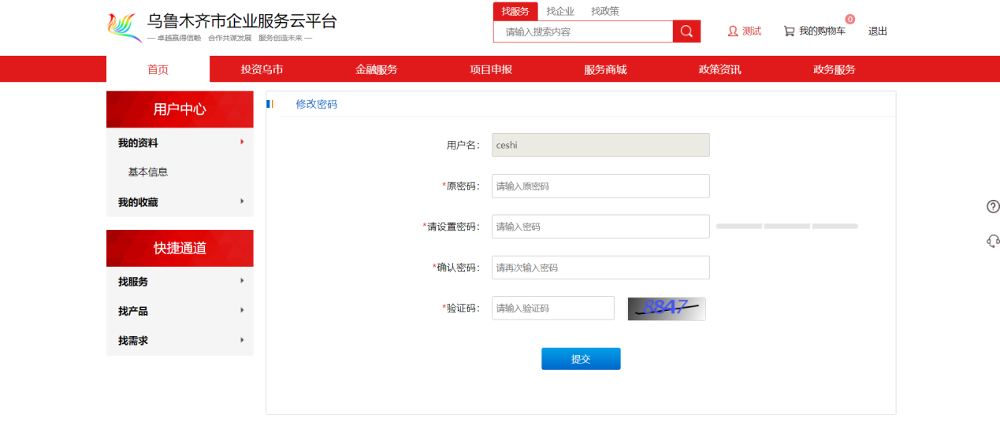 找服务 找企业 找政策
乌鲁木齐市企业服务云平台
— 卓越赢得信赖 合作共谋发展 服务创造未来 —
请输入搜索内容
测试
0
我的购物车
退出
首页 投资乌市 金融服务 项目申报 服务商城 政策资讯 政务服务
用户中心
我的资料
基本信息
我的收藏
快捷通道
找服务
找产品
找需求
修改密码
用户名: ceshi
*原密码: 请输入原密码
*请设置密码: 请输入密码
*确认密码: 请再次输入密码
*验证码: 请输入验证码 8847
提交